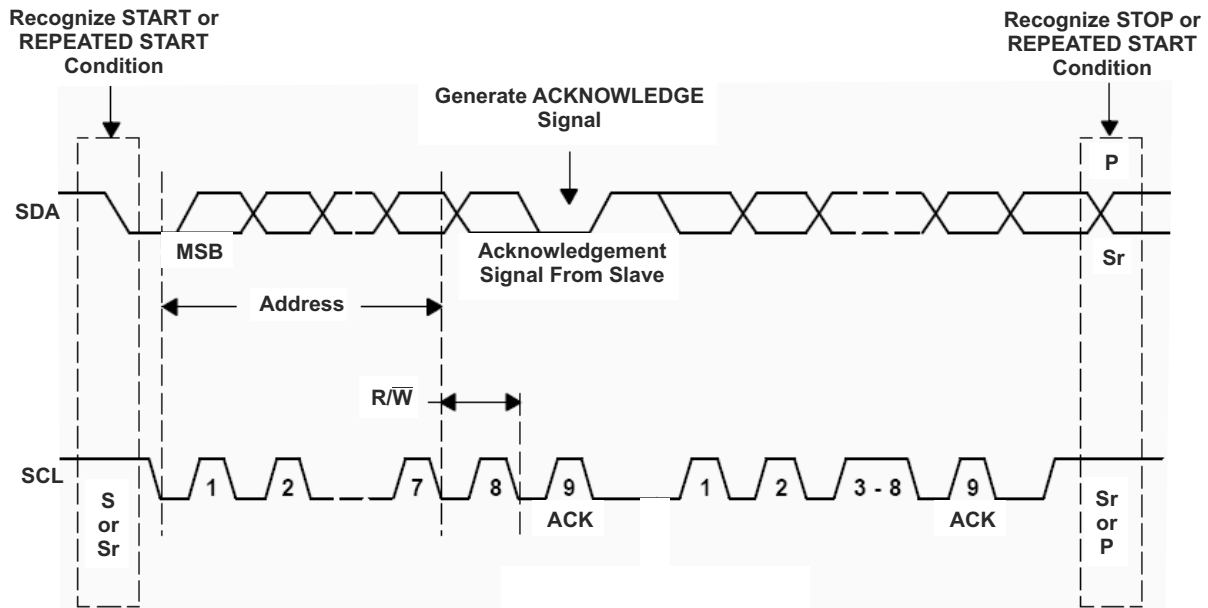 Recognize START or
REPEATED START
Condition
Recognize STOP or
REPEATED START
Condition
Generate ACKNOWLEDGE
Signal
P
SDA
MSB
Acknowledgement
Signal From Slave
Sr
Address
R/W̅
SCL
1
2
7
8
9
1
2
3 - 8
9
ACK
ACK
S
or
Sr
Sr
or
P